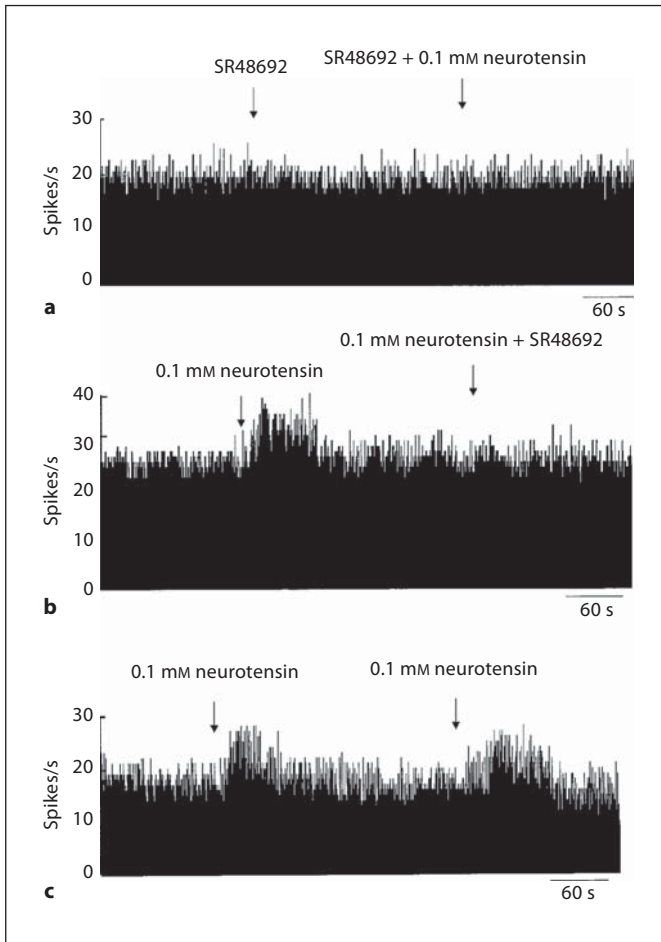 SR48692
SR48692 + 0.1 mM neurotensin
30
20
10
0
Spikes/s
60 s
a
0.1 mM neurotensin + SR48692
0.1 mM neurotensin
40
30
20
10
0
Spikes/s
60 s
b
0.1 mM neurotensin
0.1 mM neurotensin
30
20
10
0
Spikes/s
60 s
c